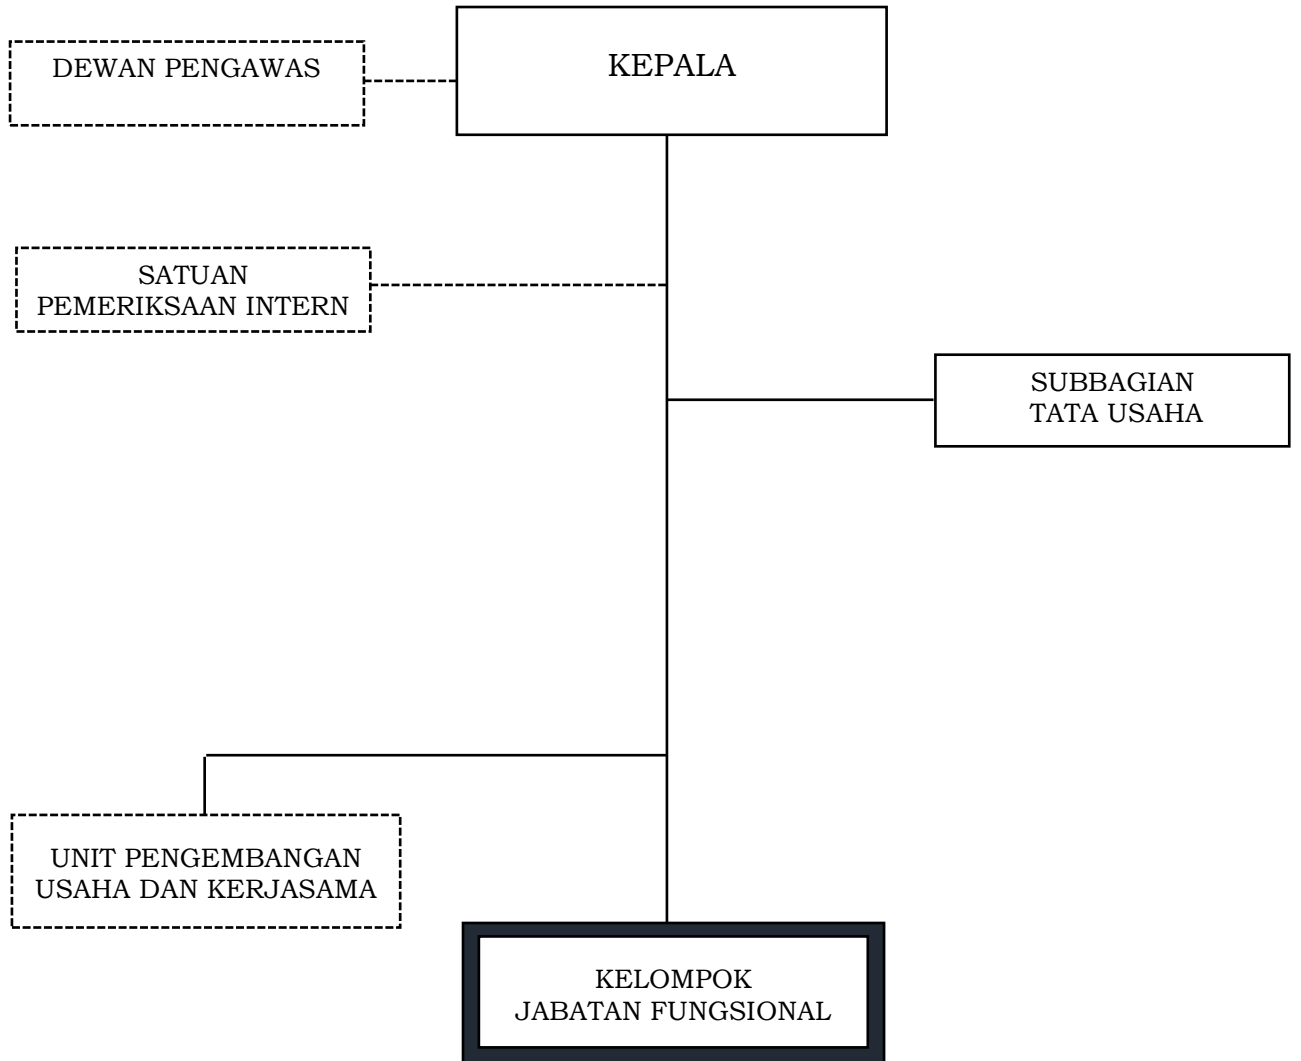 DEWAN PENGAWAS
KEPALA
SATUAN
PEMERIKSAAN INTERN
SUBBAGIAN
TATA USAHA
UNIT PENGEMBANGAN
USAHA DAN KERJASAMA
KELOMPOK
JABATAN FUNGSIONAL